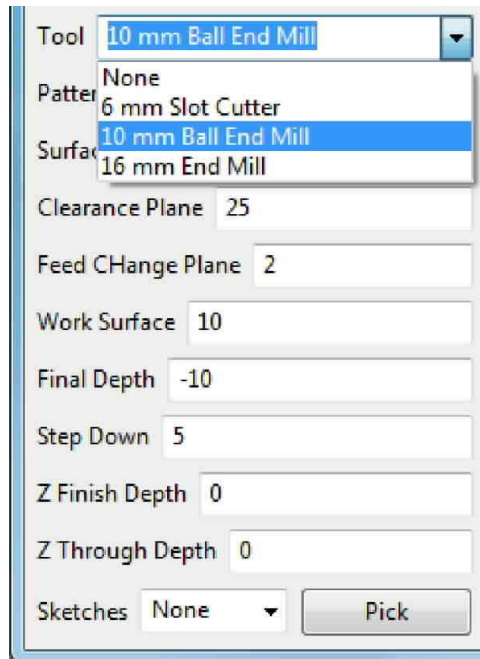 Tool 10 mm Ball End Mill
None
Patter
6 mm Slot Cutter
10 mm Ball End Mill
Surfac
16 mm End Mill
Clearance Plane 25
Feed CHange Plane 2
Work Surface 10
Final Depth -10
Step Down 5
Z Finish Depth 0
Z Through Depth 0
Sketches None Pick